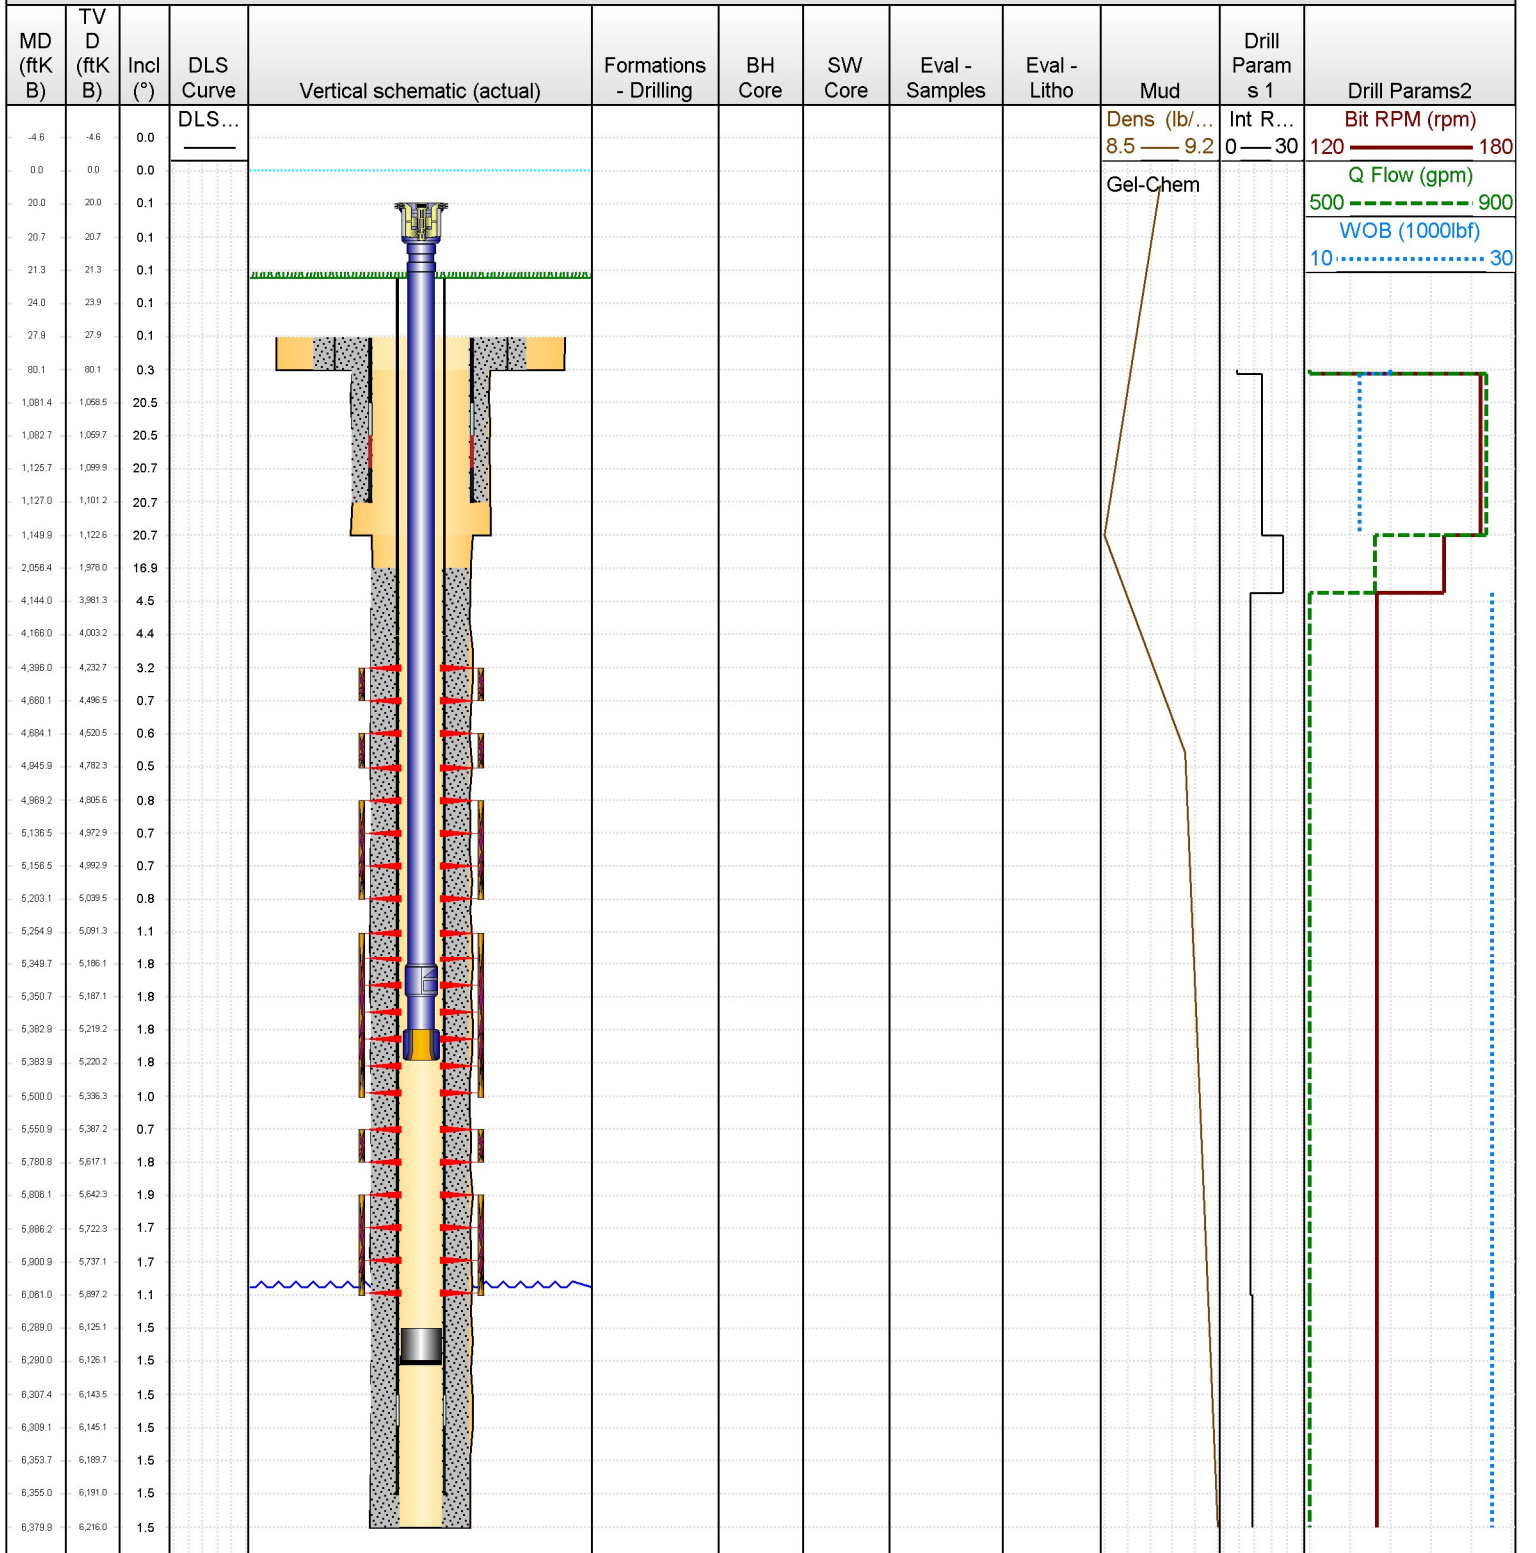 MD (ftK B)
TV D (ftK B)
Incl (°)
DLS Curve
Vertical schematic (actual)
Formations - Drilling
BH Core
SW Core
Eval - Samples
Eval - Litho
Mud
Drill Param s 1
Drill Params2
DLS...
Dens (lb/...
8.5 9.2
Int R...
0 30
Bit RPM (rpm)
120 180
Q Flow (gpm)
500 900
WOB (1000lbf)
10 30
Gel-Chem
-4.6 -4.6 0.0
0.0 0.0 0.0
20.0 20.0 0.1
20.7 20.7 0.1
21.3 21.3 0.1
24.0 23.9 0.1
27.9 27.9 0.1
80.1 80.1 0.3
1,081.4 1,058.5 20.5
1,082.7 1,059.7 20.5
1,125.7 1,099.9 20.7
1,127.0 1,101.2 20.7
1,149.9 1,122.6 20.7
2,056.4 1,978.0 16.9
4,144.0 3,981.3 4.5
4,166.0 4,003.2 4.4
4,396.0 4,232.7 3.2
4,660.1 4,496.5 0.7
4,684.1 4,520.5 0.6
4,945.9 4,782.3 0.5
4,969.2 4,805.6 0.8
5,136.5 4,972.9 0.7
5,156.5 4,992.9 0.7
5,203.1 5,039.5 0.8
5,254.9 5,091.3 1.1
5,349.7 5,186.1 1.8
5,350.7 5,187.1 1.8
5,382.9 5,219.2 1.8
5,383.9 5,220.2 1.8
5,500.0 5,336.3 1.0
5,550.9 5,387.2 0.7
5,780.8 5,617.1 1.8
5,806.1 5,642.3 1.9
5,886.2 5,722.3 1.7
5,900.9 5,737.1 1.7
6,061.0 5,897.2 1.1
6,289.0 6,125.1 1.5
6,290.0 6,126.1 1.5
6,307.4 6,143.5 1.5
6,309.1 6,145.1 1.5
6,353.7 6,189.7 1.5
6,355.0 6,191.0 1.5
6,379.9 6,216.0 1.5